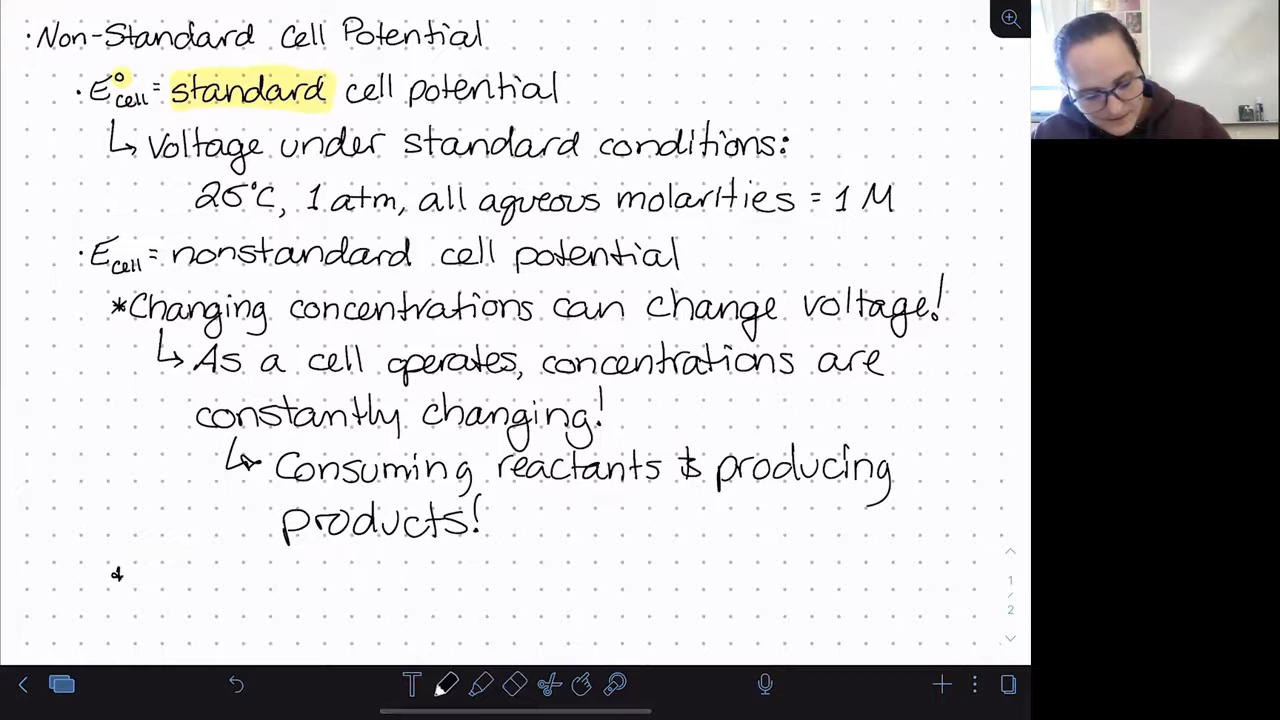 · Non-Standard Cell Potential
· E°cell = standard cell potential
↳ Voltage under standard conditions:
25°C, 1 atm, all aqueous molarities = 1 M
· Ecell = nonstandard cell potential
*Changing concentrations can change voltage!
↳ As a cell operates, concentrations are
constantly changing!
↳ Consuming reactants & producing
products!
1
/
2
T